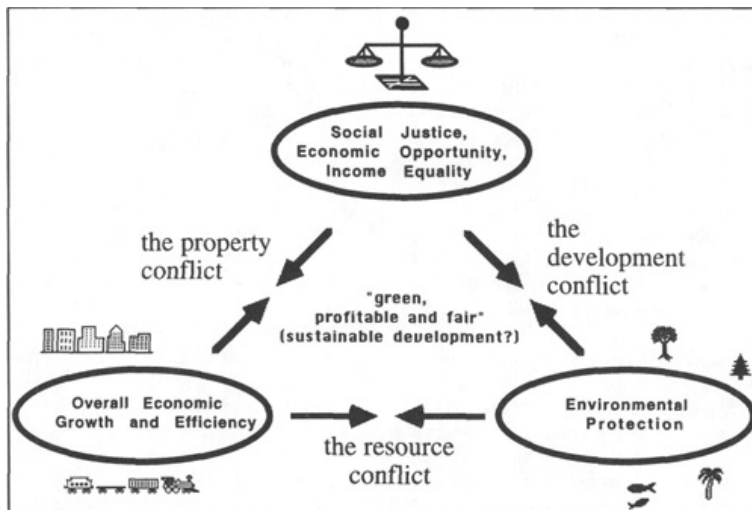 Social Justice,
Economic Opportunity,
Income Equality
the property
conflict
the
development
conflict
"green,
profitable and fair"
(sustainable development?)
Overall Economic
Growth and Efficiency
Environmental
Protection
the resource
conflict